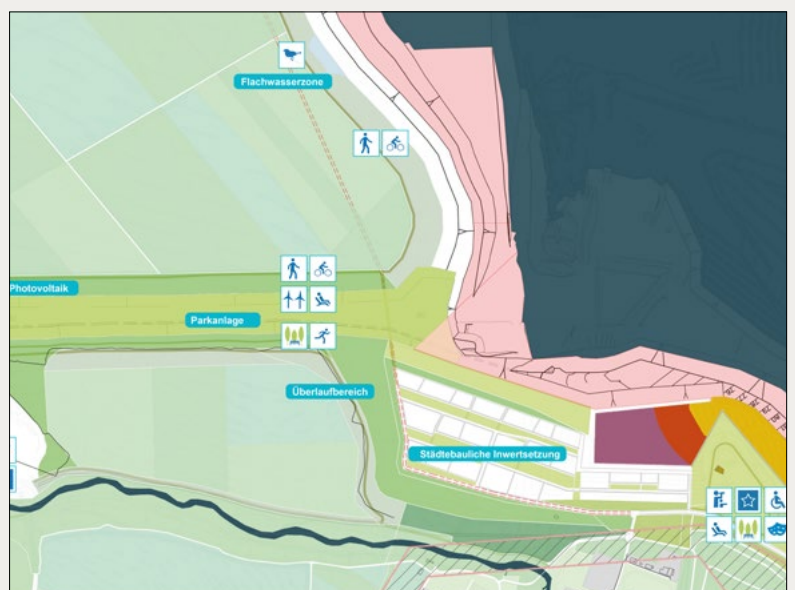 Flachwasserzone
Photovoltaik
Parkanlage
Überlaufbereich
Städtebauliche Inwertsetzung